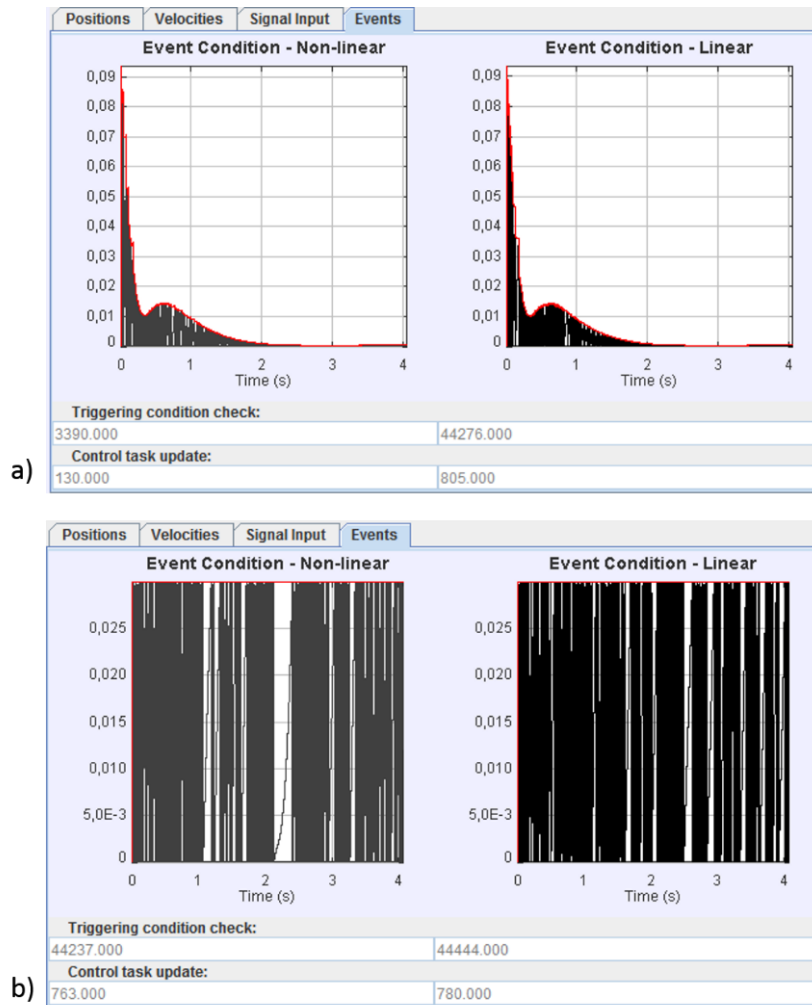 Positions Velocities Signal Input Events
Event Condition - Non-linear Event Condition - Linear
0,09 0,09
0,08 0,08
0,07 0,07
0,06 0,06
0,05 0,05
0,04 0,04
0,03 0,03
0,02 0,02
0,01 0,01
0 0
0 1 2 3 4 0 1 2 3 4
Time (s) Time (s)
Triggering condition check:
3390.000 44276.000
Control task update:
a) 130.000 805.000
Positions Velocities Signal Input Events
Event Condition - Non-linear Event Condition - Linear
0,025 0,025
0,020 0,020
0,015 0,015
0,010 0,010
5,0E-3 5,0E-3
0 0
0 1 2 3 4 0 1 2 3 4
Time (s) Time (s)
Triggering condition check:
44237.000 44444.000
Control task update:
b) 763.000 780.000